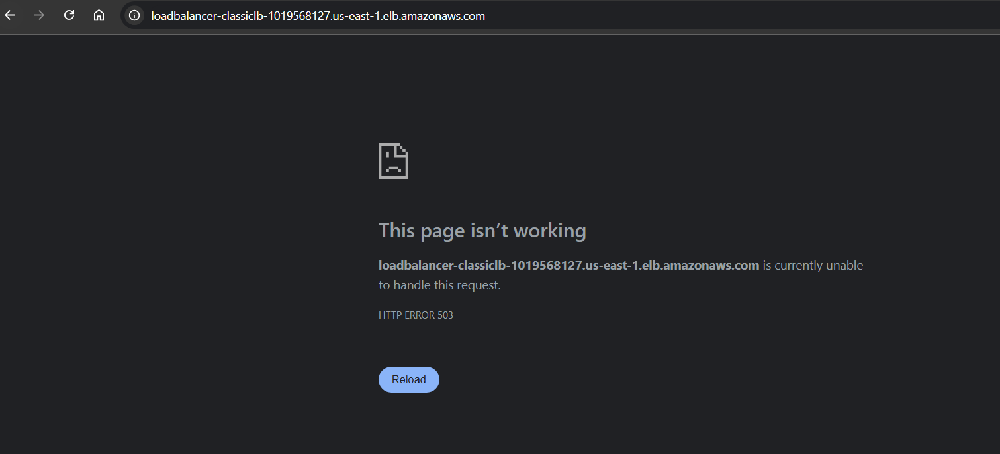 loadbalancer-classiclb-1019568127.us-east-1.elb.amazonaws.com
This page isn’t working
loadbalancer-classiclb-1019568127.us-east-1.elb.amazonaws.com is currently unable
to handle this request.
HTTP ERROR 503
Reload